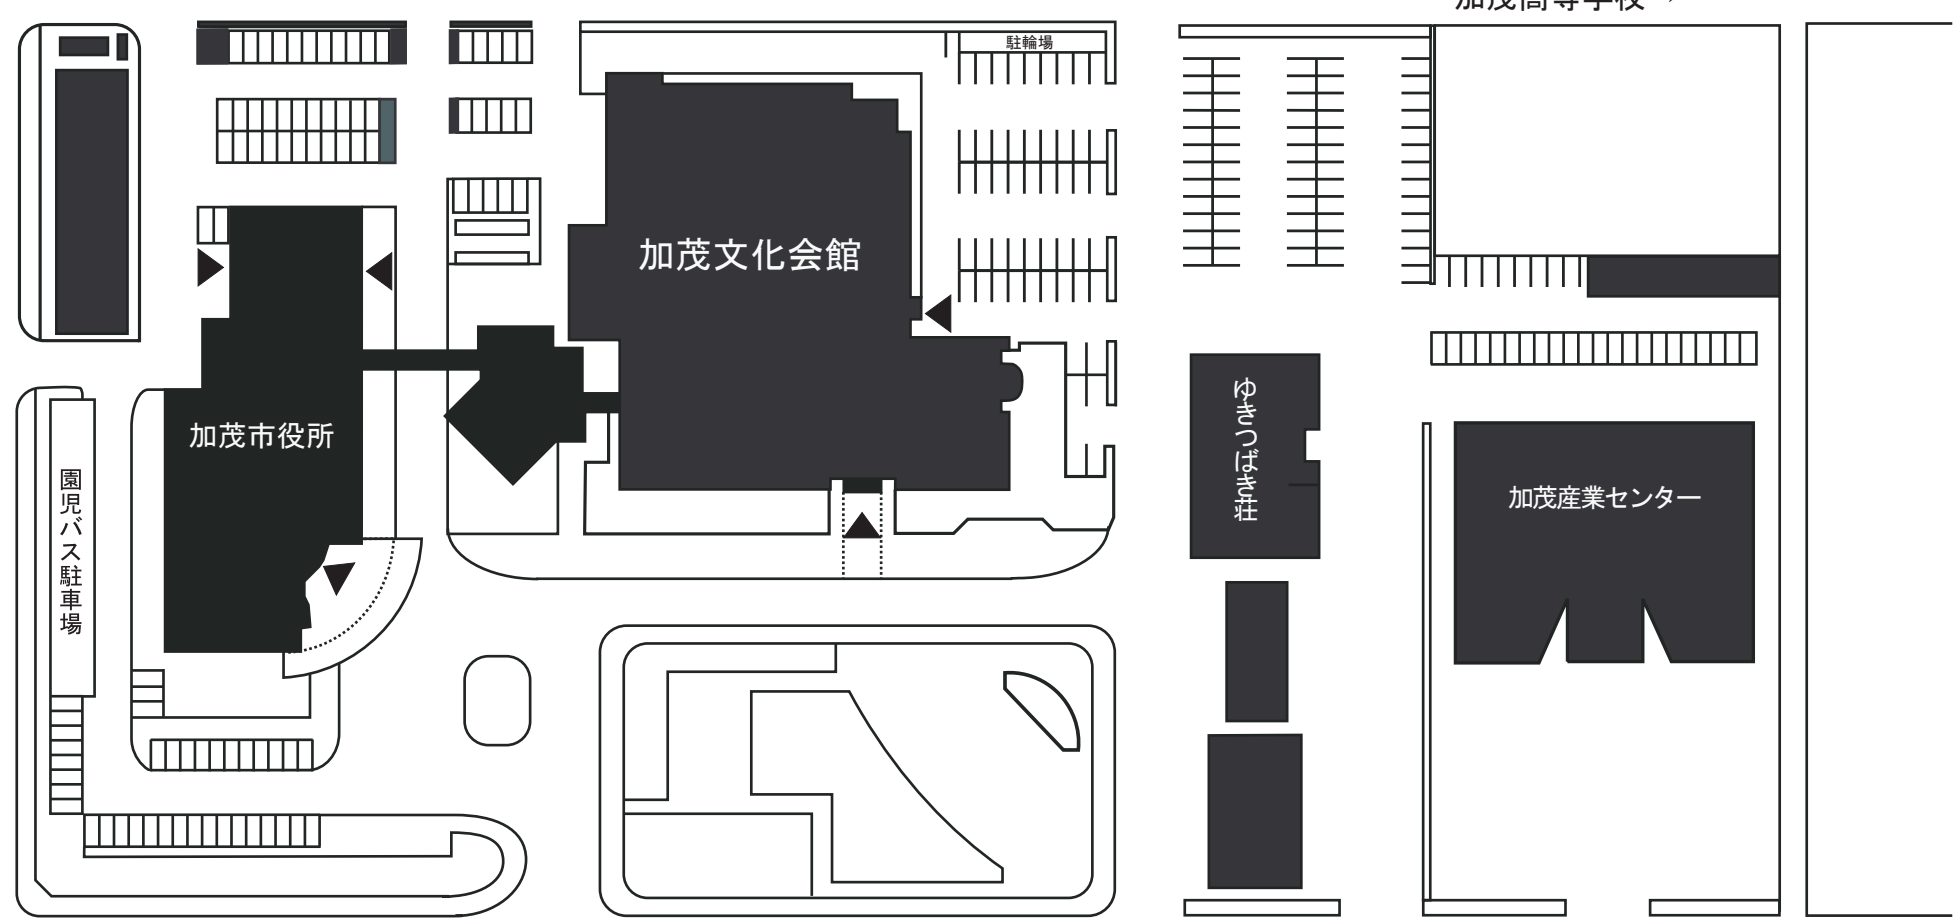 加茂高等学校
駐輪場
加茂文化会館
加茂市役所
園児バス駐車場
ゆきつばき荘
加茂産業センター